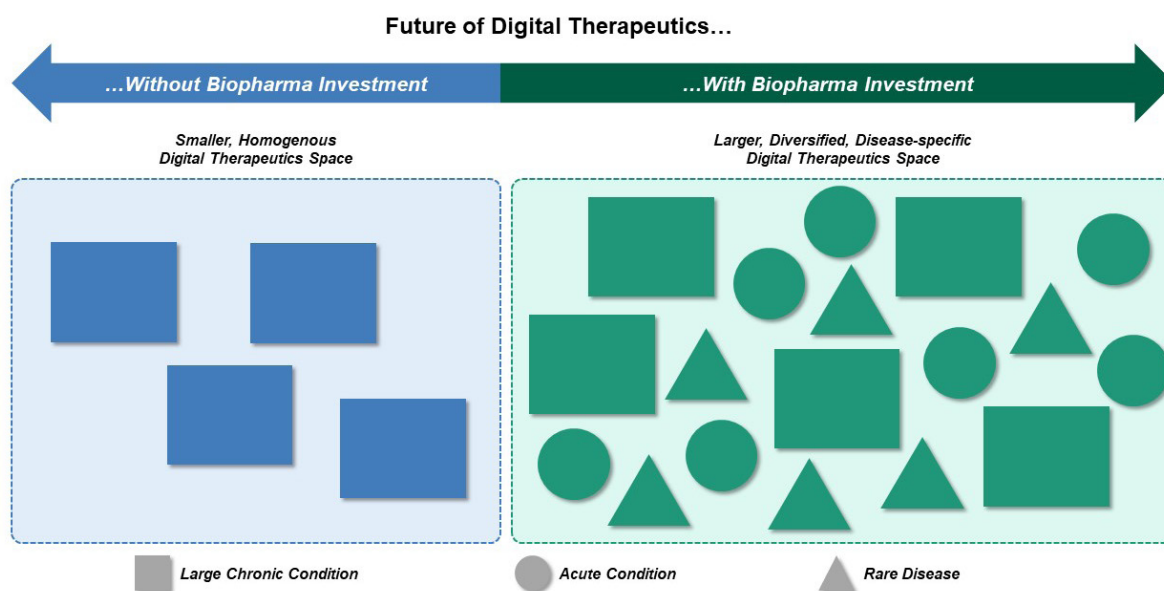 Future of Digital Therapeutics…
…Without Biopharma Investment
…With Biopharma Investment
Smaller, Homogenous
Digital Therapeutics Space
Larger, Diversified, Disease-specific
Digital Therapeutics Space
Large Chronic Condition
Acute Condition
Rare Disease